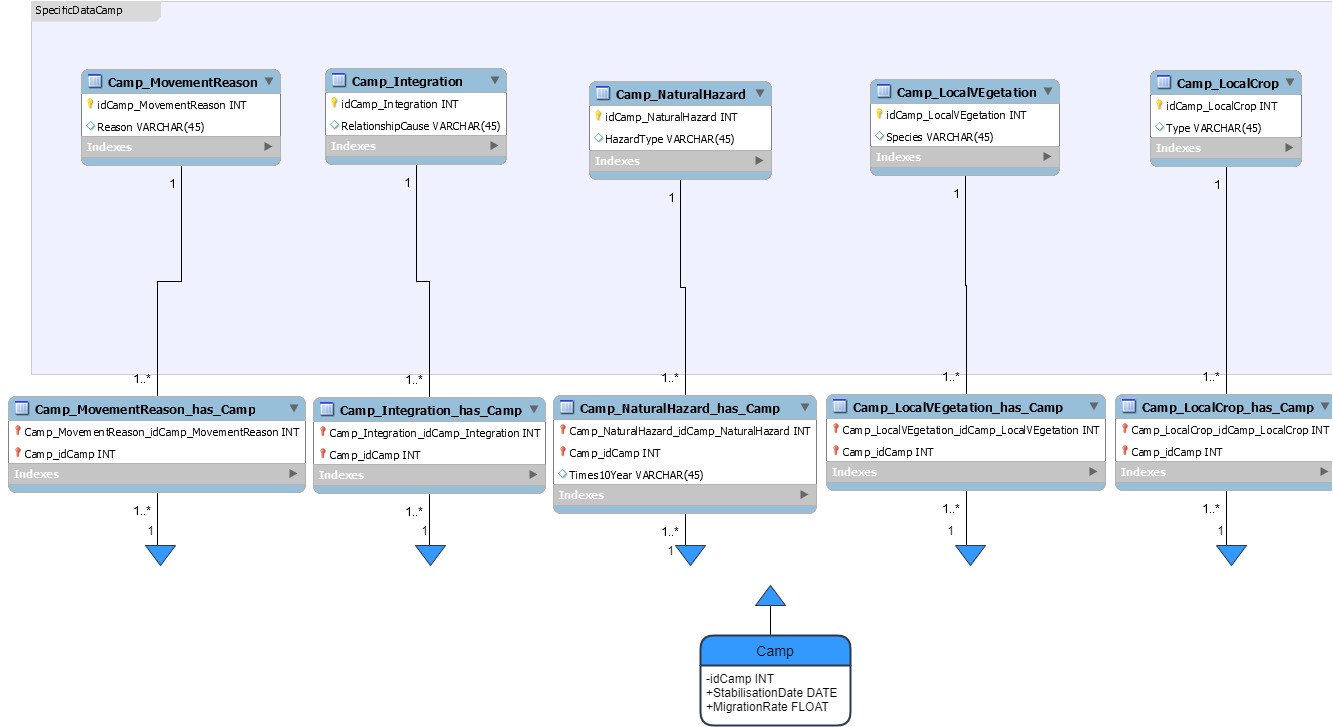 SpecificDataCamp
Camp_MovementReason
idCamp_MovementReason INT
Reason VARCHAR(45)
Indexes
Camp_Integration
idCamp_Integration INT
RelationshipCause VARCHAR(45)
Indexes
Camp_NaturalHazard
idCamp_NaturalHazard INT
HazardType VARCHAR(45)
Indexes
Camp_LocalVEgetation
idCamp_LocalVEgetation INT
Species VARCHAR(45)
Indexes
Camp_LocalCrop
idCamp_LocalCrop INT
Type VARCHAR(45)
Indexes
1
1
1
1
1
1..*
1..*
1..*
1..*
1..*
Camp_MovementReason_has_Camp
Camp_MovementReason_idCamp_MovementReason INT
Camp_idCamp INT
Indexes
Camp_Integration_has_Camp
Camp_Integration_idCamp_Integration INT
Camp_idCamp INT
Indexes
Camp_NaturalHazard_has_Camp
Camp_NaturalHazard_idCamp_NaturalHazard INT
Camp_idCamp INT
Times10Year VARCHAR(45)
Indexes
Camp_LocalVEgetation_has_Camp
Camp_LocalVEgetation_idCamp_LocalVEgetation INT
Camp_idCamp INT
Indexes
Camp_LocalCrop_has_Camp
Camp_LocalCrop_idCamp_LocalCrop INT
Camp_idCamp INT
Indexes
1..*
1
1..*
1
1..*
1
1..*
1
1..*
1
Camp
-idCamp INT
+StabilisationDate DATE
+MigrationRate FLOAT